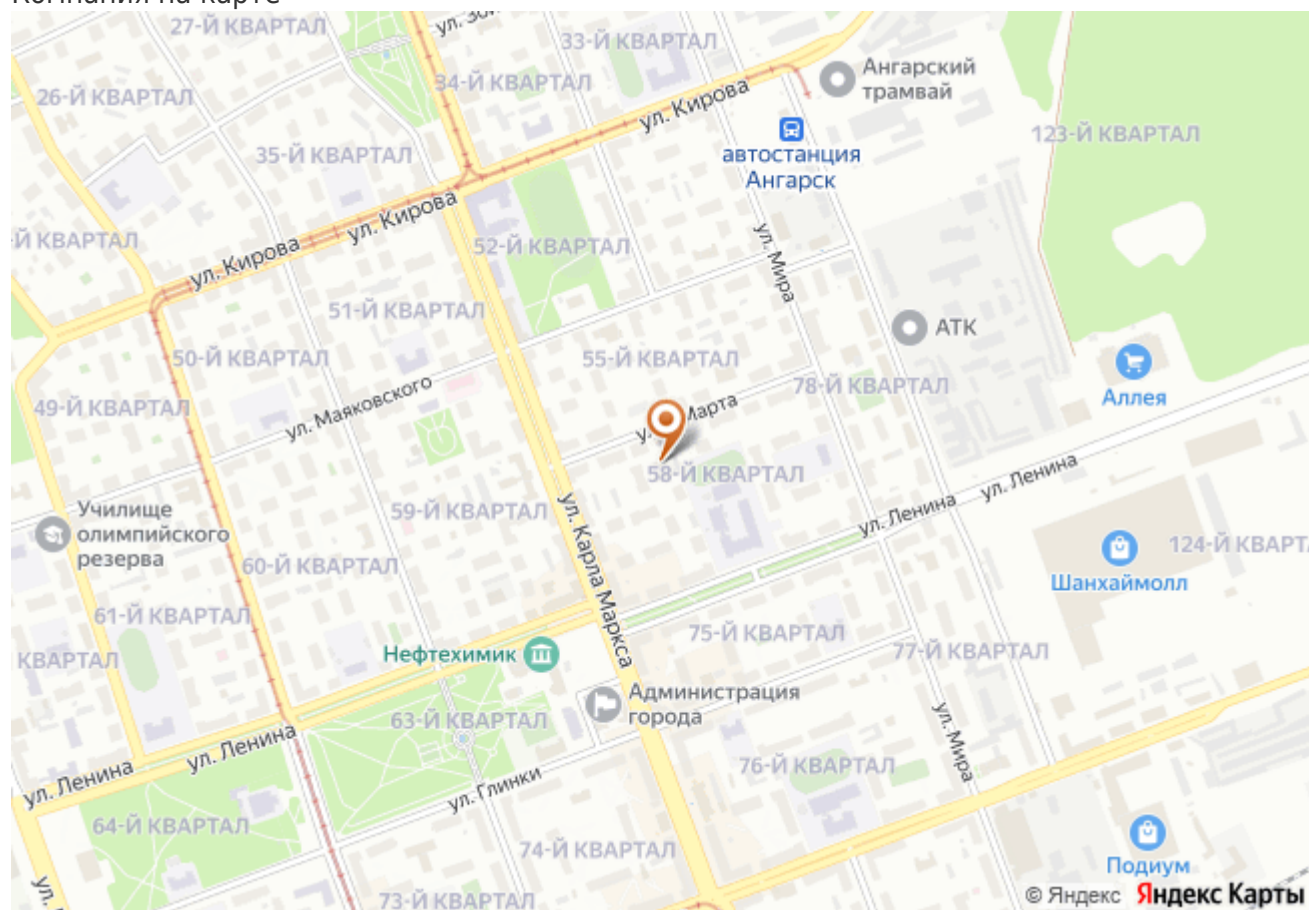 27-Й КВАРТАЛ
33-Й КВАРТАЛ
34-Й КВАРТАЛ
26-Й КВАРТАЛ
ул. Кирова
Ангарский
трамвай
автостанция
Ангарск
123-Й КВАРТАЛ
35-Й КВАРТАЛ
ул. Кирова
ул. Кирова
Й КВАРТАЛ
52-Й КВАРТАЛ
ул. Мира
51-Й КВАРТАЛ
АТК
50-Й КВАРТАЛ
55-Й КВАРТАЛ
78-Й КВАРТАЛ
Аллея
49-Й КВАРТАЛ
ул. Маяковского
Марта
58-Й КВАРТАЛ
ул. Ленина
ул. Ленина
Училище
олимпийского
резерва
59-Й КВАРТАЛ
ул. Карла Маркса
60-Й КВАРТАЛ
Шанхаймолл
124-Й КВАРТ
61-Й КВАРТАЛ
75-Й КВАРТАЛ
77-Й КВАРТАЛ
КВАРТАЛ
Нефтехимик
Администрация
города
63-Й КВАРТАЛ
ул. Ленина
ул. Ленина
ул. Мира
76-Й КВАРТАЛ
ул. Глинки
64-Й КВАРТАЛ
74-Й КВАРТАЛ
Подиум
73-Й КВАРТАЛ
© Яндекс Яндекс Карты